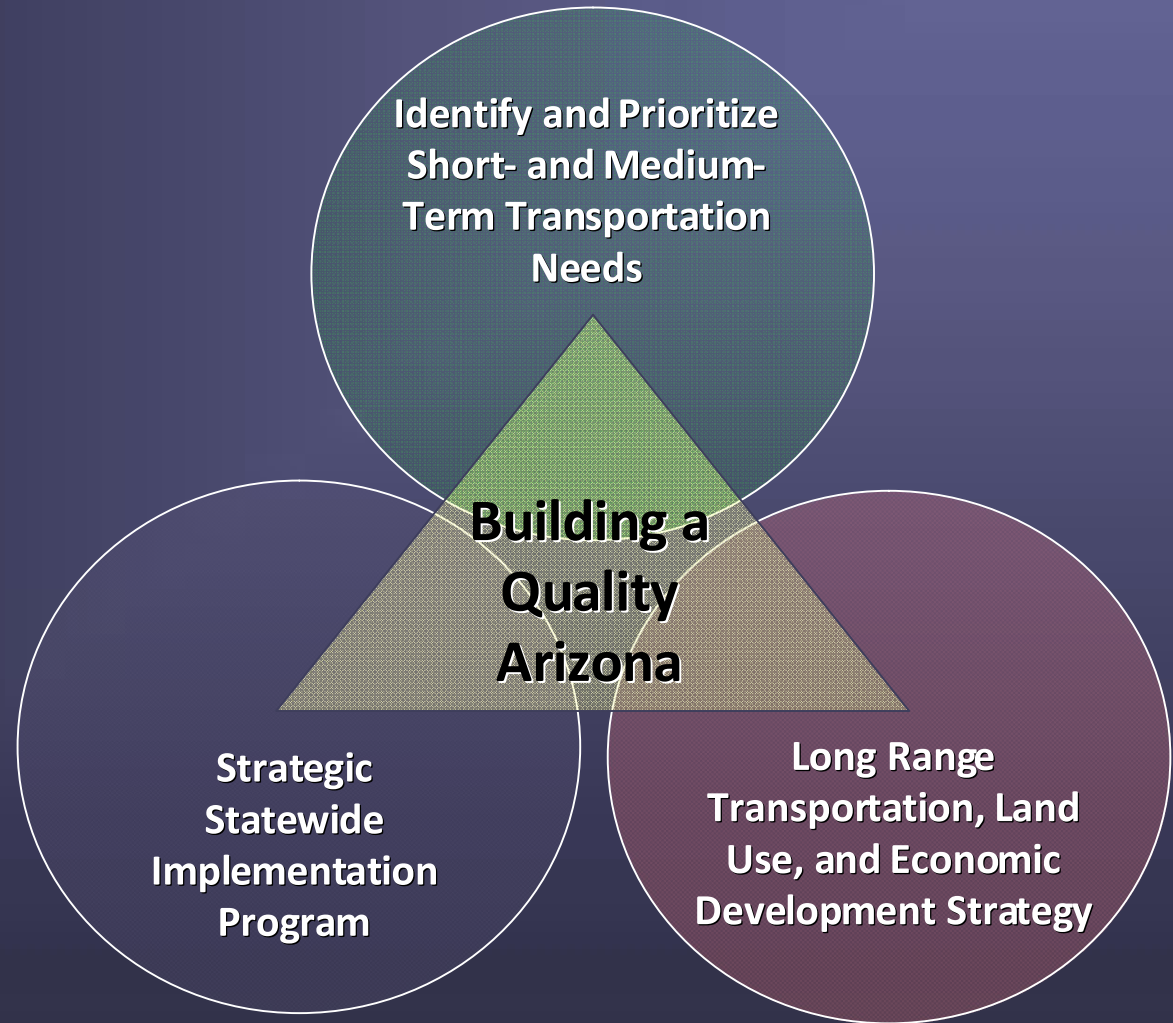 Identify and Prioritize
Short- and Medium-
Term Transportation
Needs
Building a
Quality
Arizona
Strategic
Statewide
Implementation
Program
Long Range
Transportation, Land
Use, and Economic
Development Strategy